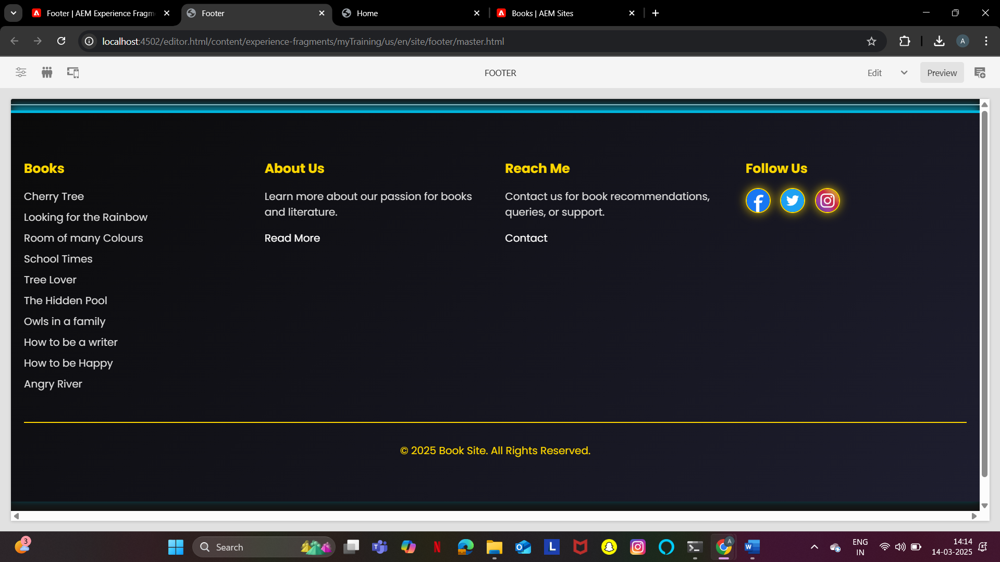 Footer | AEM Experience Fragm
Footer
Home
Books | AEM Sites
localhost:4502/editor.html/content/experience-fragments/myTraining/us/en/site/footer/master.html
A
FOOTER
Edit
Preview
Books
Cherry Tree
Looking for the Rainbow
Room of many Colours
School Times
Tree Lover
The Hidden Pool
Owls in a family
How to be a writer
How to be Happy
Angry River
About Us
Learn more about our passion for books
and literature.
Read More
Reach Me
Contact us for book recommendations,
queries, or support.
Contact
Follow Us
© 2025 Book Site. All Rights Reserved.
3
Search
ENG
IN
14:14
14-03-2025